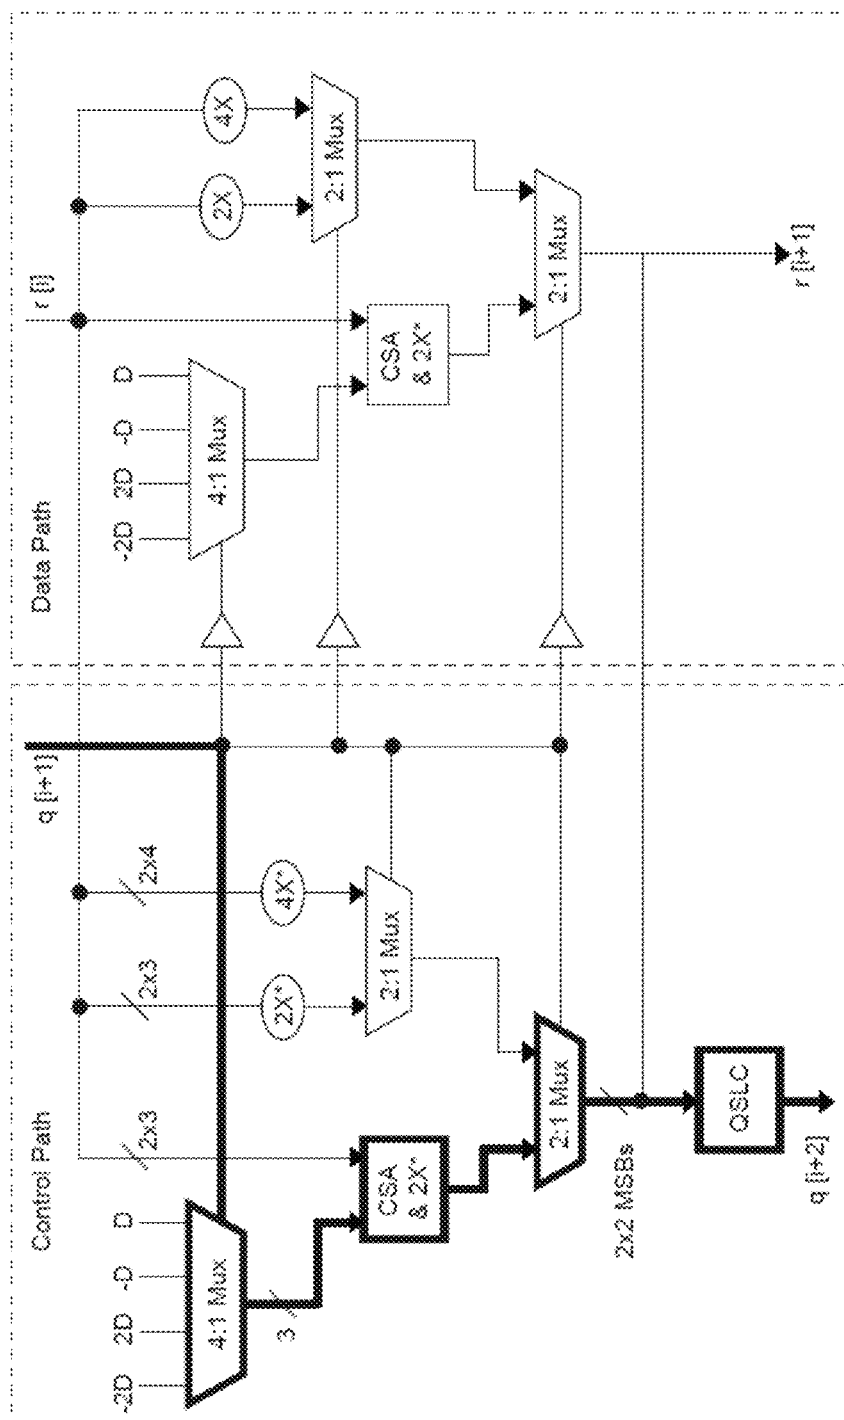 Control Path
q [i+1]
Data Path
r [i]
-2D
2D
-D
D
-2D
2D
-D
D
2x3
2x3
2x4
4:1 Mux
4:1 Mux
2X
4X
3
2X*
4X*
2:1 Mux
CSA
& 2X*
2:1 Mux
CSA
& 2X*
2:1 Mux
2:1 Mux
2x2 MSBs
QSLC
q [i+2]
r [i+1]